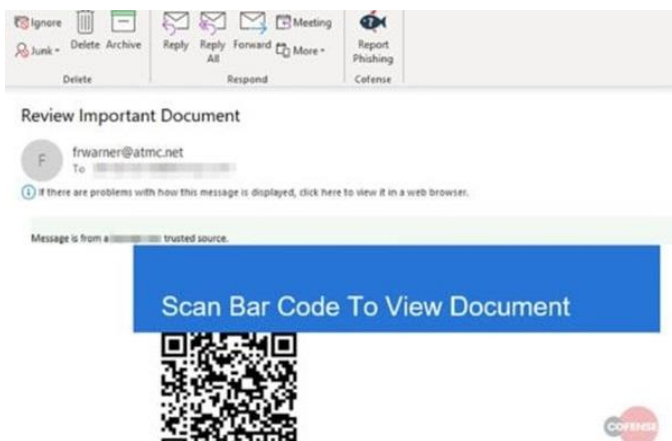 Ignore
Junk
Delete
Archive
Reply
Reply All
Forward
Meeting
More
Report Phishing
Delete
Respond
Cofense
Review Important Document
F
frwarner@atmc.net
To
If there are problems with how this message is displayed, click here to view it in a web browser.
Message is from a trusted source.
Scan Bar Code To View Document
COFENSE